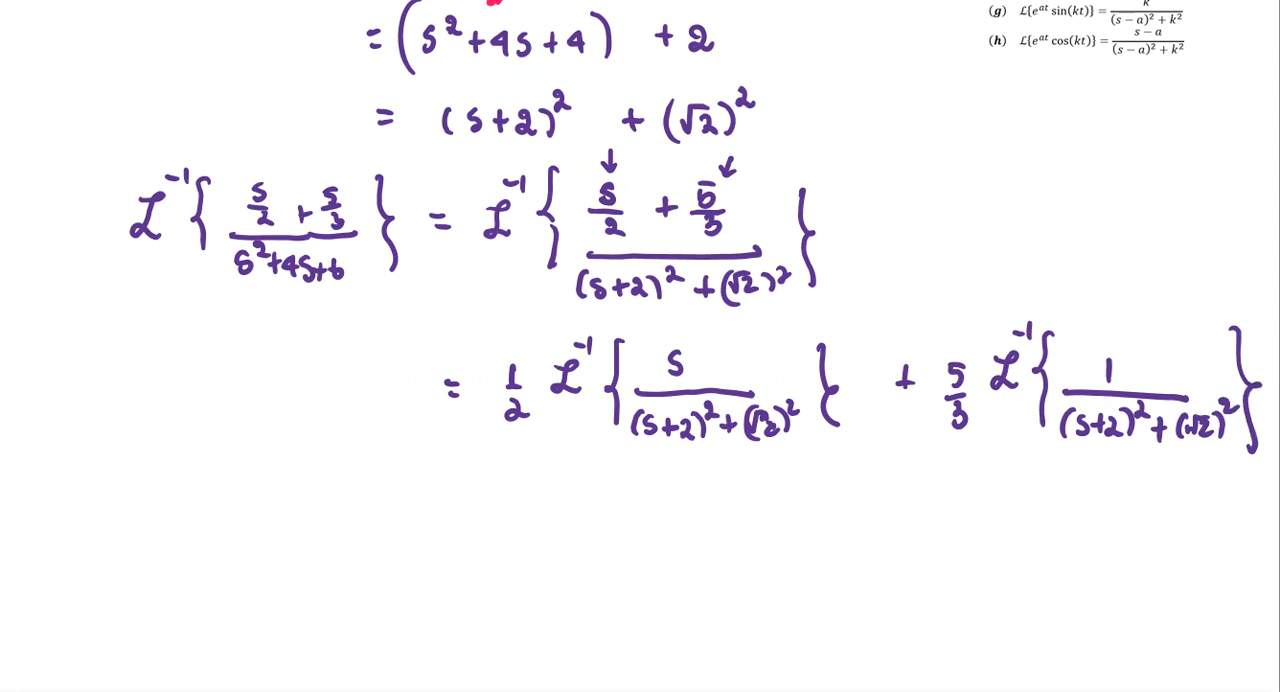 = (s² + 4s + 4) + 2
(g) ℒ{eᵃᵗ sin(kt)} = k / ((s − a)² + k²)
(h) ℒ{eᵃᵗ cos(kt)} = (s − a) / ((s − a)² + k²)
= (s+2)² + (√2)²
ℒ⁻¹{ (s/2 + 5/3) / (s²+4s+6) } = ℒ⁻¹{ (s/2 + 5/3) / ((s+2)² + (√2)²) }
= 1/2 ℒ⁻¹{ s / ((s+2)² + (√2)²) } + 5/3 ℒ⁻¹{ 1 / ((s+2)² + (√2)²) }